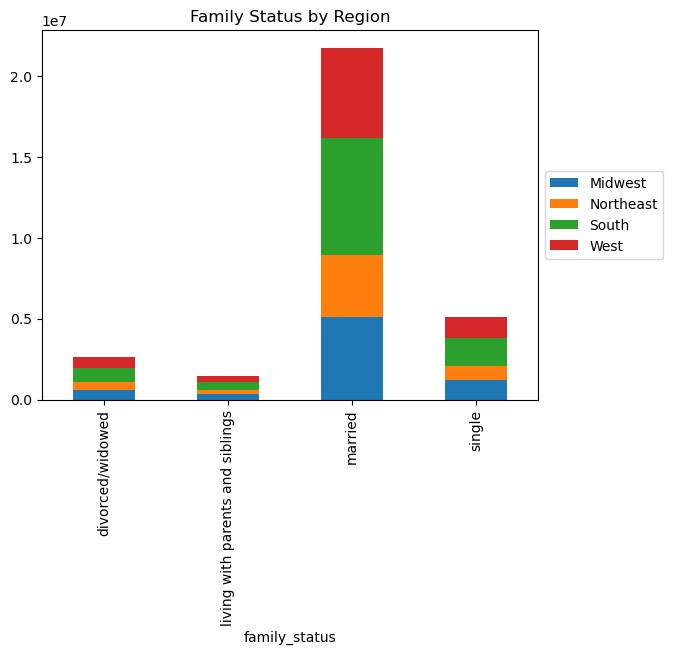 Family Status by Region
1e7
2.0
1.5
1.0
0.5
0.0
Midwest
Northeast
South
West
divorced/widowed
living with parents and siblings
married
single
family_status